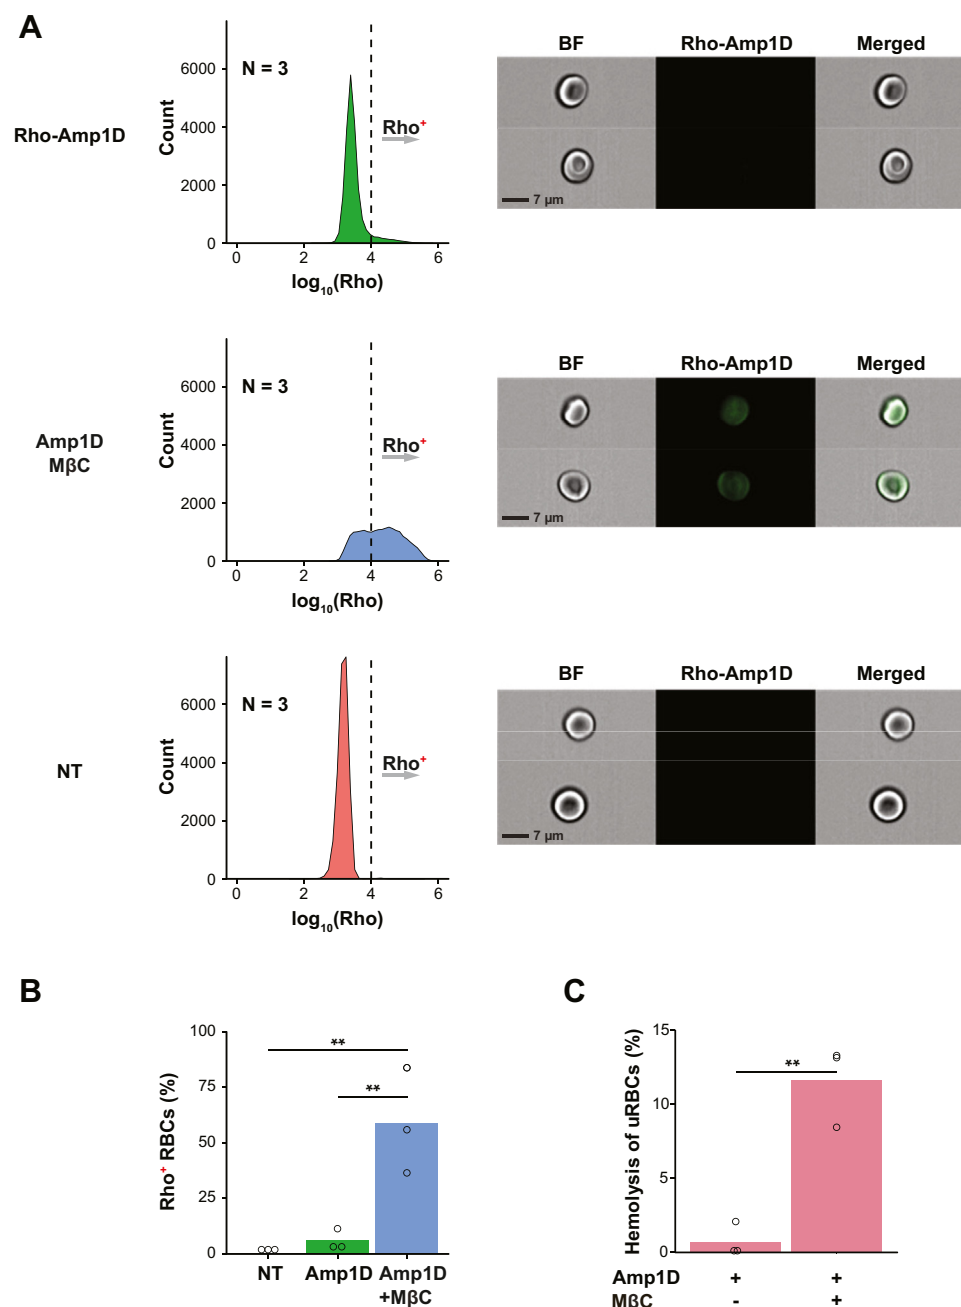 A
Rho-Amp1D
Count
6000
4000
2000
0
N = 3
Rho+
0 2 4 6
log10(Rho)
BF Rho-Amp1D Merged
7 µm
Amp1D
MβC
Count
6000
4000
2000
0
N = 3
Rho+
0 2 4 6
log10(Rho)
BF Rho-Amp1D Merged
7 µm
NT
Count
6000
4000
2000
0
N = 3
Rho+
0 2 4 6
log10(Rho)
BF Rho-Amp1D Merged
7 µm
B
Rho+ RBCs (%)
100
75
50
25
0
**
**
NT Amp1D Amp1D
+MβC
C
Hemolysis of uRBCs (%)
15
10
5
0
**
Amp1D + +
MβC - +